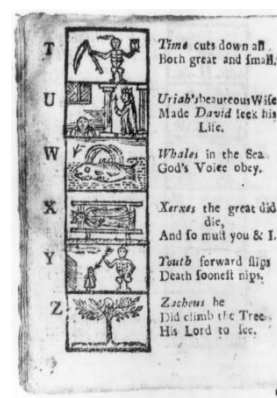 T
Time cuts down all
Both great and ſmall.
U
Uriah's beauteous Wife
Made David ſeek his
Life.
W
Whales in the Sea
God's Voice obey.
X
Xerxes the great did
die,
And ſo muſt you & I.
Y
Youth forward ſlips
Death ſooneſt nips.
Z
Zacheus he
Did climb the Tree
His Lord to ſee.